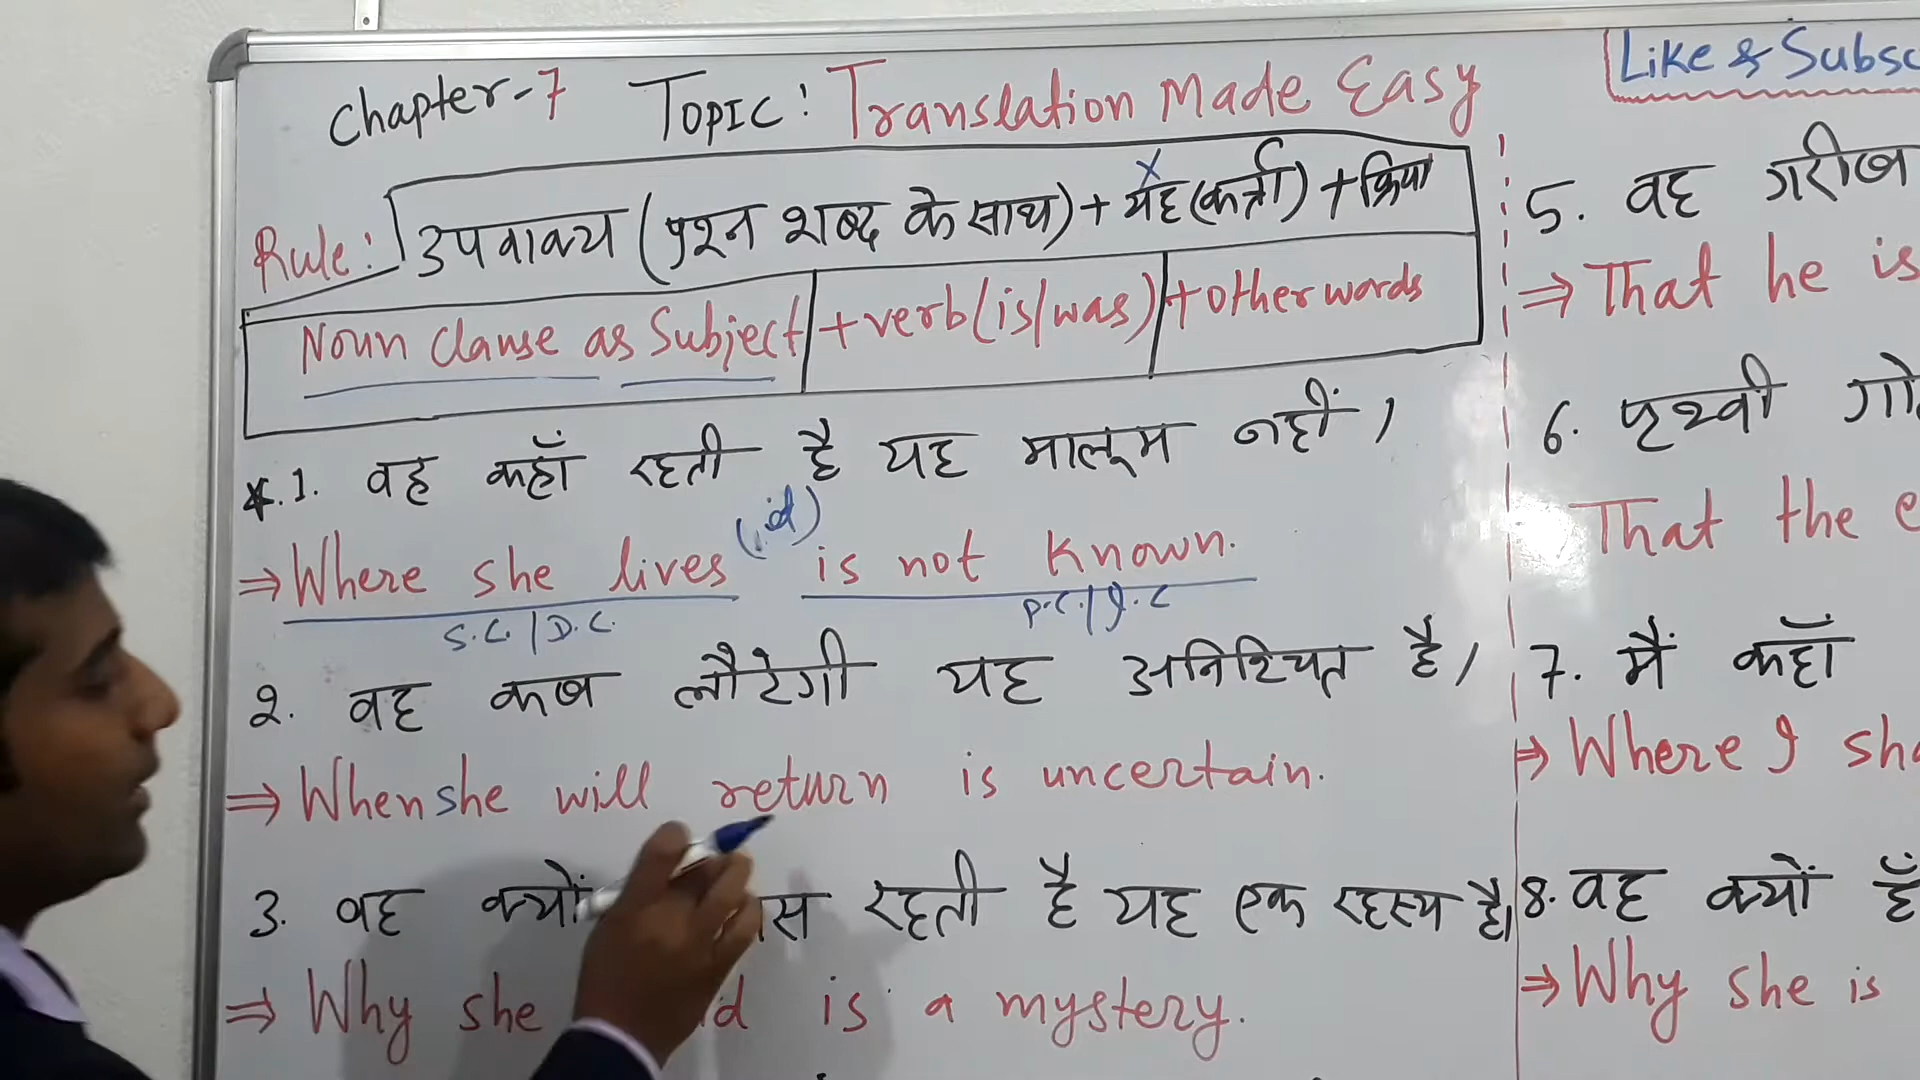 Chapter-7 Topic: Translation Made Easy
Rule: उपवाक्य (प्रश्न शब्द के साथ) + यह (कर्त्ता) + क्रिया
x
Noun Clause as Subject + verb (is/was) + other words
*.1. वह कहाँ रहती है यह मालूम नहीं।
⇒ Where she lives is not known.
S.C. | D.C. P.C. | I.C
2. वह कब लौटेगी यह अनिश्चित है।
⇒ When she will return is uncertain.
3. वह क्यों रहती है यह एक रहस्य है।
⇒ Why she is a mystery.
Like & Subsc
5. वह गरीब
⇒ That he is
6. पृथ्वी
That the
7. मैं कहाँ
⇒ Where I sha
8. वह क्यों
⇒ Why she is